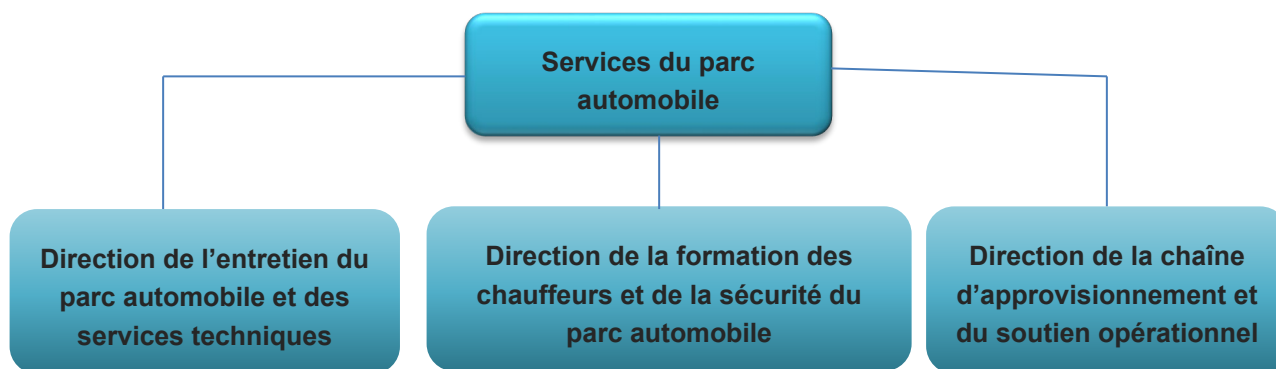 Services du parc
automobile
Direction de l’entretien du
parc automobile et des
services techniques
Direction de la formation des
chauffeurs et de la sécurité du
parc automobile
Direction de la chaîne
d’approvisionnement et
du soutien opérationnel